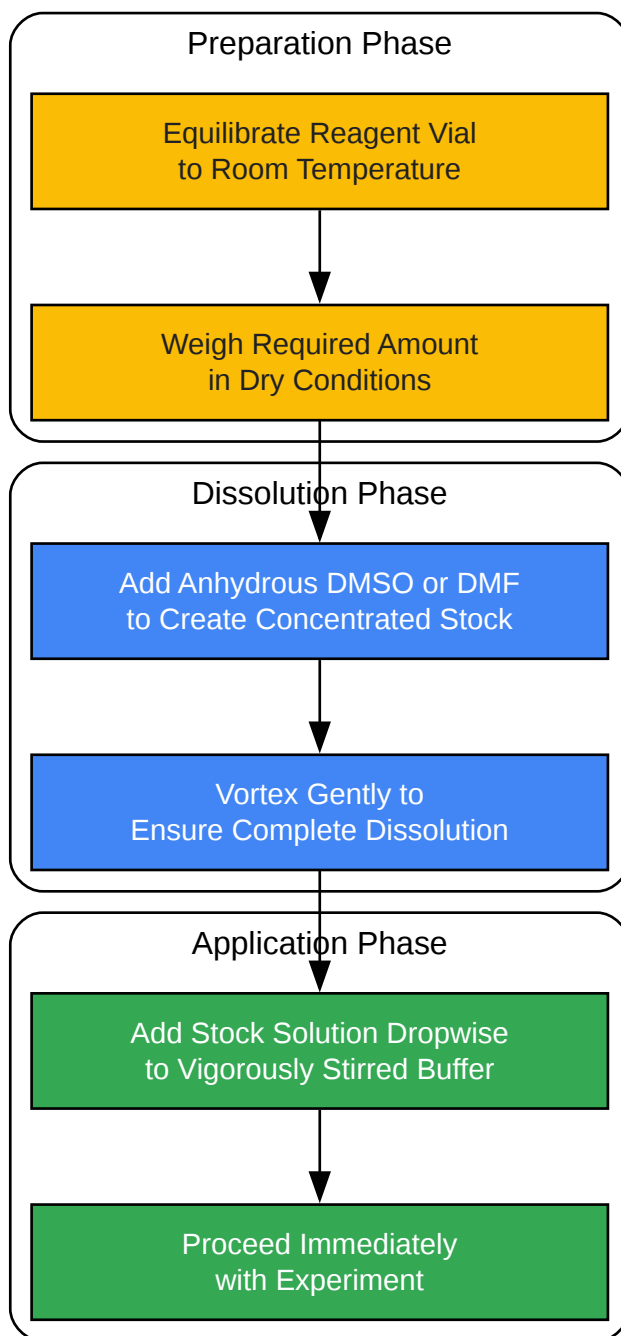 Preparation Phase
Equilibrate Reagent Vial
to Room Temperature
Weigh Required Amount
in Dry Conditions
Dissolution Phase
Add Anhydrous DMSO or DMF
to Create Concentrated Stock
Vortex Gently to
Ensure Complete Dissolution
Application Phase
Add Stock Solution Dropwise
to Vigorously Stirred Buffer
Proceed Immediately
with Experiment